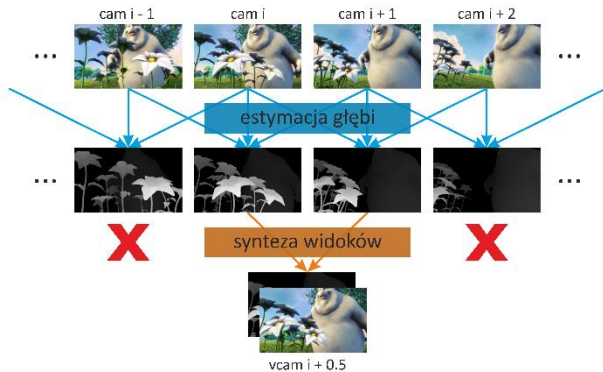 cam i - 1 cam i cam i + 1 cam i + 2
... ...
estymacja głębi
... ...
synteza widoków
vcam i + 0.5